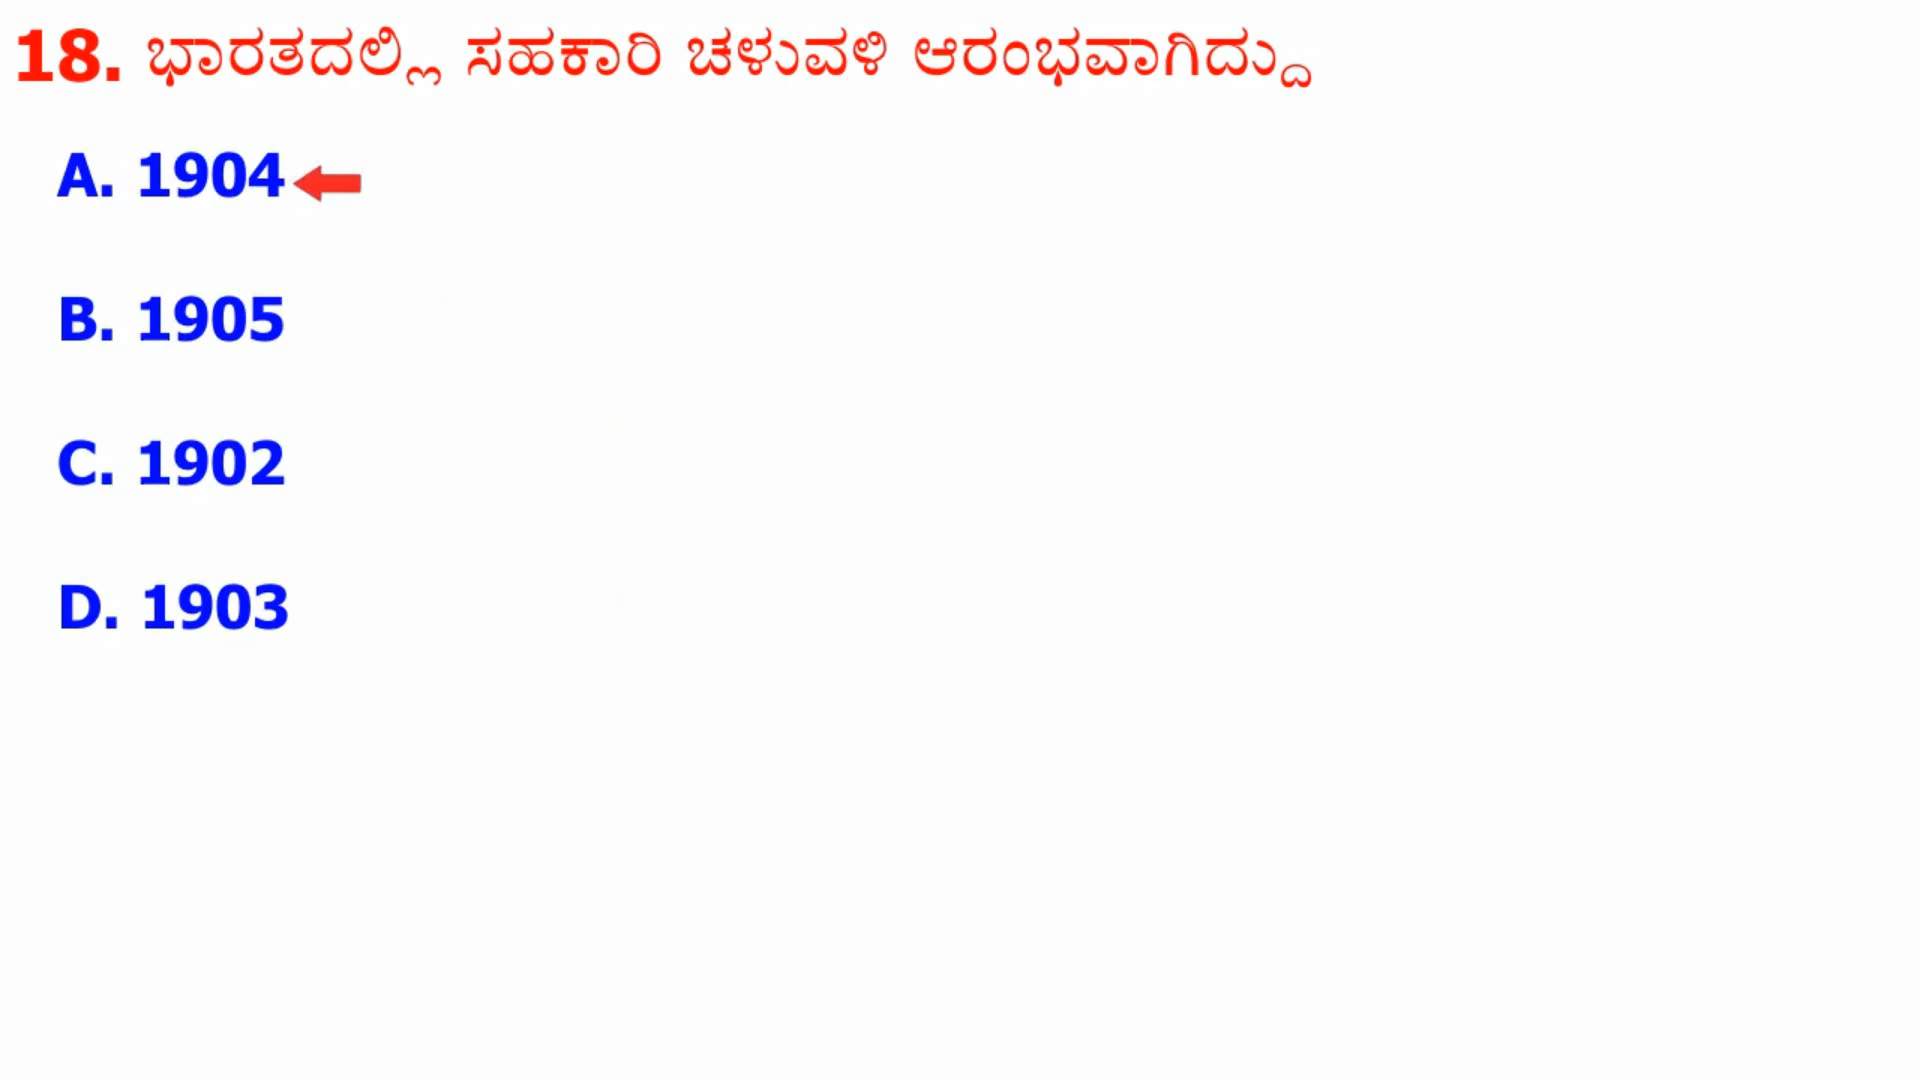 18. ಭಾರತದಲ್ಲಿ ಸಹಕಾರಿ ಚಳುವಳಿ ಆರಂಭವಾಗಿದ್ದು
A. 1904
B. 1905
C. 1902
D. 1903